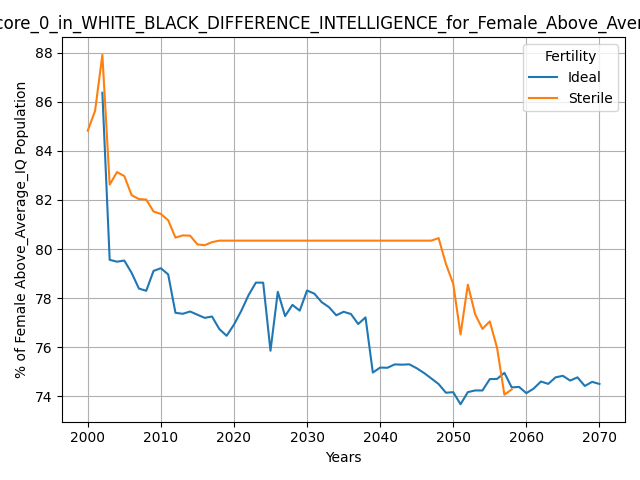 core_0_in_WHITE_BLACK_DIFFERENCE_INTELLIGENCE_for_Female_Above_Aver
Fertility
Ideal
Sterile
% of Female Above_Average_IQ Population
88
86
84
82
80
78
76
74
2000 2010 2020 2030 2040 2050 2060 2070
Years